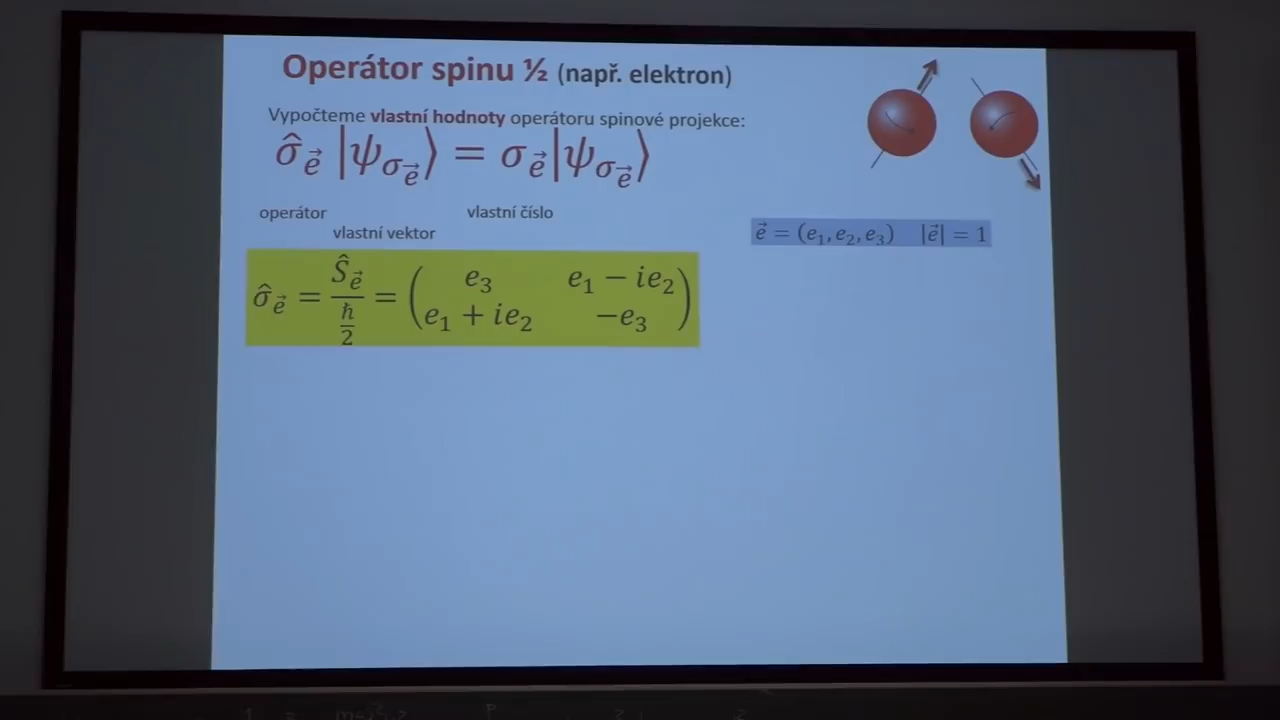 Operátor spinu ½ (např. elektron)
Vypočteme vlastní hodnoty operátoru spinové projekce:
σ̂_e⃗ |ψ_σ_e⃗⟩ = σ_e⃗ |ψ_σ_e⃗⟩
operátor
vlastní číslo
vlastní vektor
e⃗ = (e₁, e₂, e₃) |e⃗| = 1
σ̂_e⃗ = Ŝ_e⃗ / (ħ/2) = ( e₃ e₁ − ie₂
e₁ + ie₂ −e₃ )